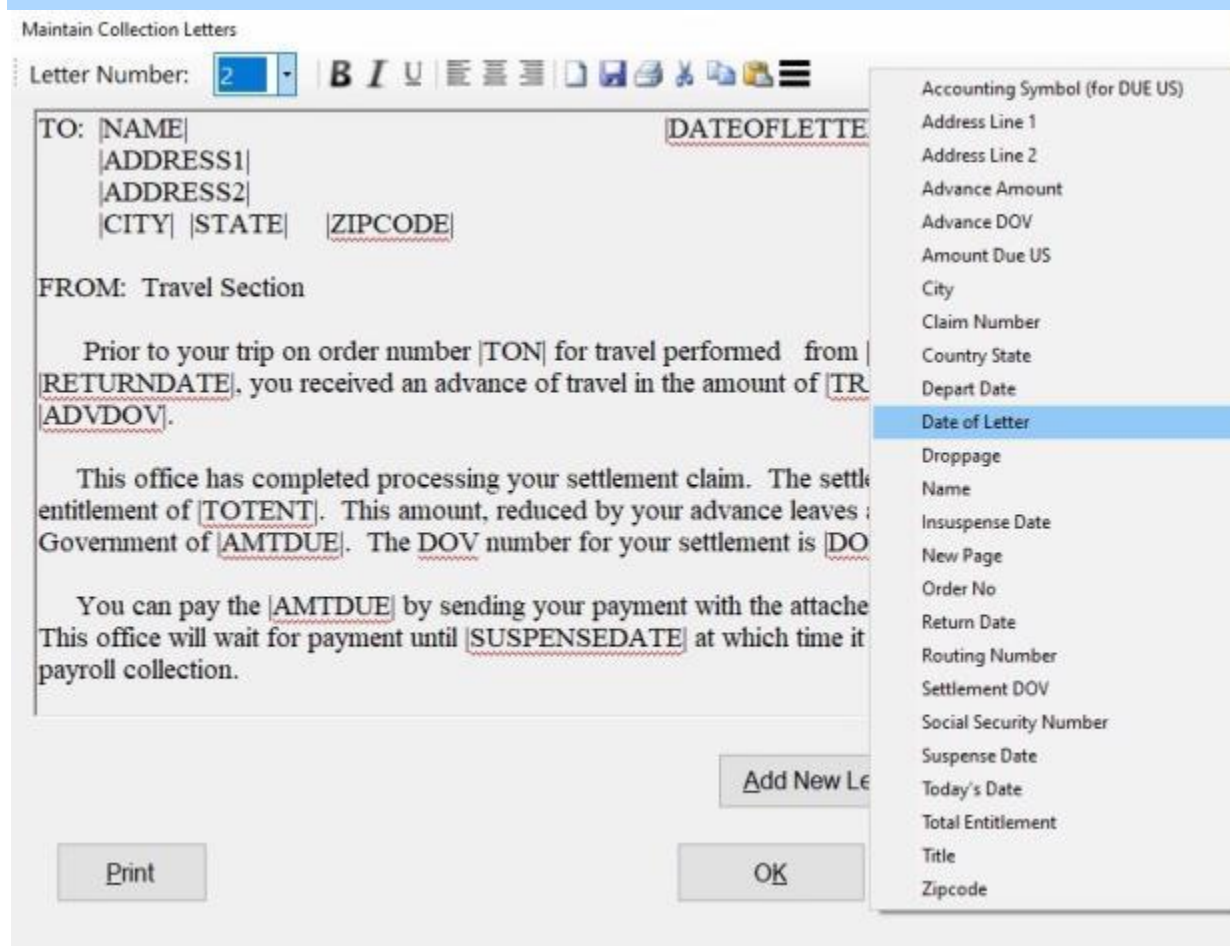 Maintain Collection Letters
Letter Number: 2 B I U
TO: |NAME| |DATEOFLETTE
|ADDRESS1|
|ADDRESS2|
|CITY| |STATE| |ZIPCODE|
FROM: Travel Section
Prior to your trip on order number |TON| for travel performed from |
|RETURNDATE|, you received an advance of travel in the amount of |TR
|ADVDOV|.
This office has completed processing your settlement claim. The settle
entitlement of |TOTENT|. This amount, reduced by your advance leaves a
Government of |AMTDUE|. The DOV number for your settlement is |DO
You can pay the |AMTDUE| by sending your payment with the attache
This office will wait for payment until |SUSPENSEDATE| at which time it
payroll collection.
Add New Le
Print
OK
Accounting Symbol (for DUE US)
Address Line 1
Address Line 2
Advance Amount
Advance DOV
Amount Due US
City
Claim Number
Country State
Depart Date
Date of Letter
Droppage
Name
Insuspense Date
New Page
Order No
Return Date
Routing Number
Settlement DOV
Social Security Number
Suspense Date
Today's Date
Total Entitlement
Title
Zipcode